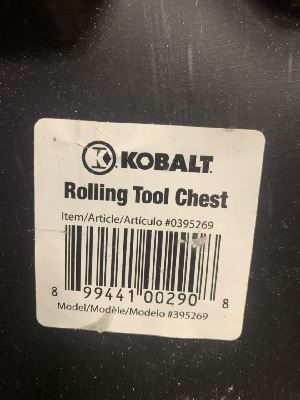 K KOBALT.
Rolling Tool Chest
Item/Article/Artículo #0395269
8 99441 00290 8
Model/Modèle/Modelo #395269